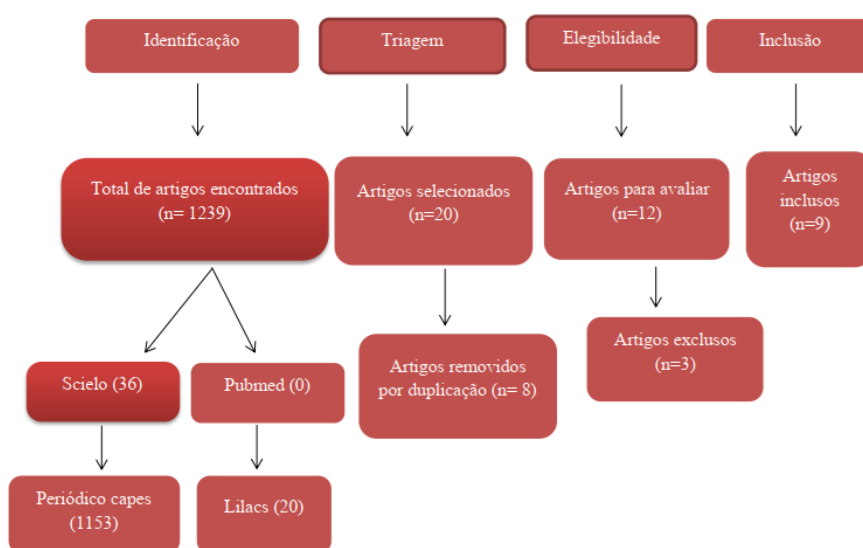 Identificação
Triagem
Elegibilidade
Inclusão
Total de artigos encontrados
(n= 1239)
Artigos selecionados
(n=20)
Artigos para avaliar
(n=12)
Artigos
inclusos
(n=9)
Scielo (36)
Pubmed (0)
Artigos removidos
por duplicação (n= 8)
Artigos exclusos
(n=3)
Periódico capes
(1153)
Lilacs (20)